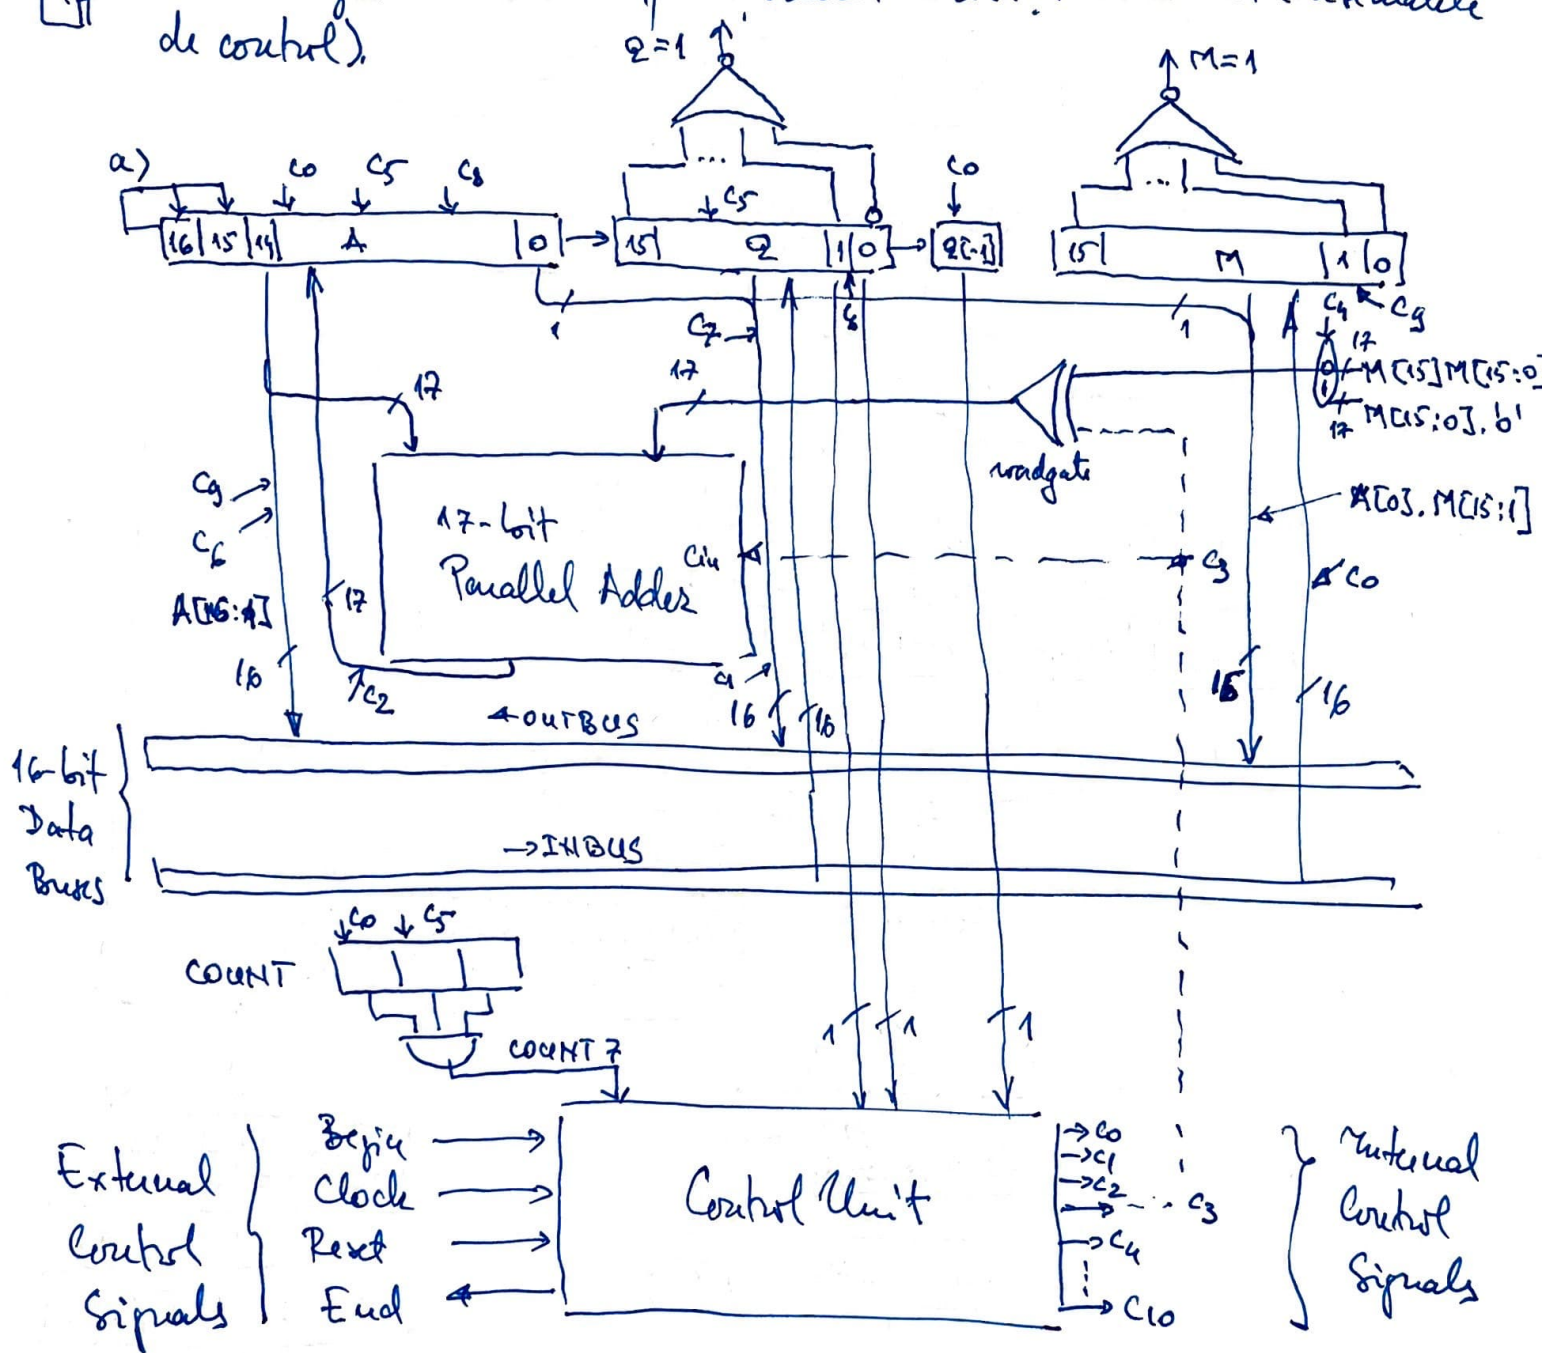 de control).
Q=1
M=1
a)
C0 C5 C8
C5
C0
16 15 14 A 0
15 Q 1 0
Q[-1]
15 M 1 0
1
C7
1
C4
C9
17
17
17
M[15]M[15:0]
0
1
17
M[15:0].'0'
C9
C6
17-bit
Parallel Adder
Cin
C3
A[0].M[15:1]
C0
A[16:1]
17
16
C2
16
16
16
16
OUTBUS
16-bit
Data
Buses
INBUS
C0 C5
COUNT
COUNT 7
1
1
1
External
Control
Signals
Begin
Clock
Reset
End
Control Unit
C0
C1
C2
C3
C4
C10
Internal
Control
Signals